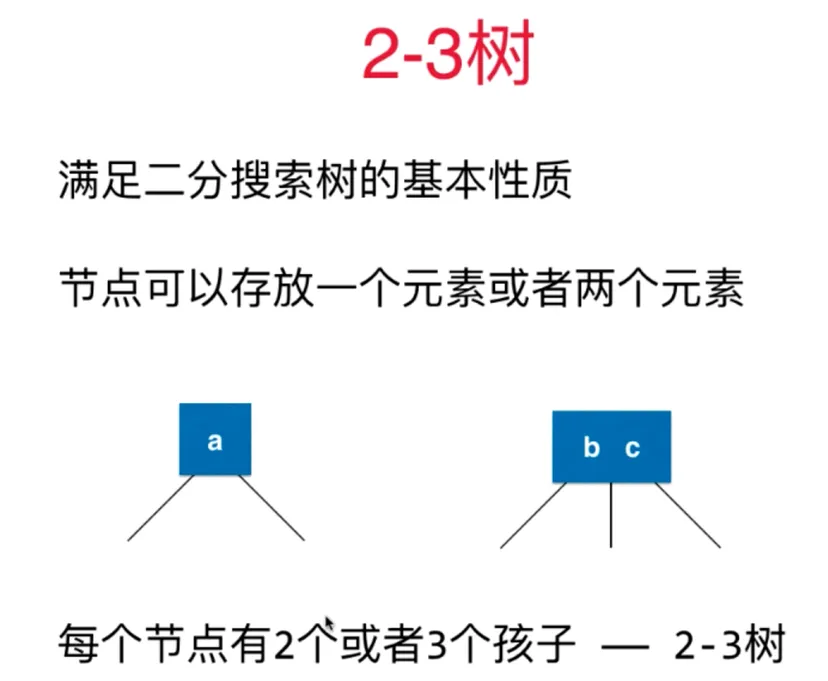 2-3树
满足二分搜索树的基本性质
节点可以存放一个元素或者两个元素
a
b c
每个节点有2个或者3个孩子 — 2-3树